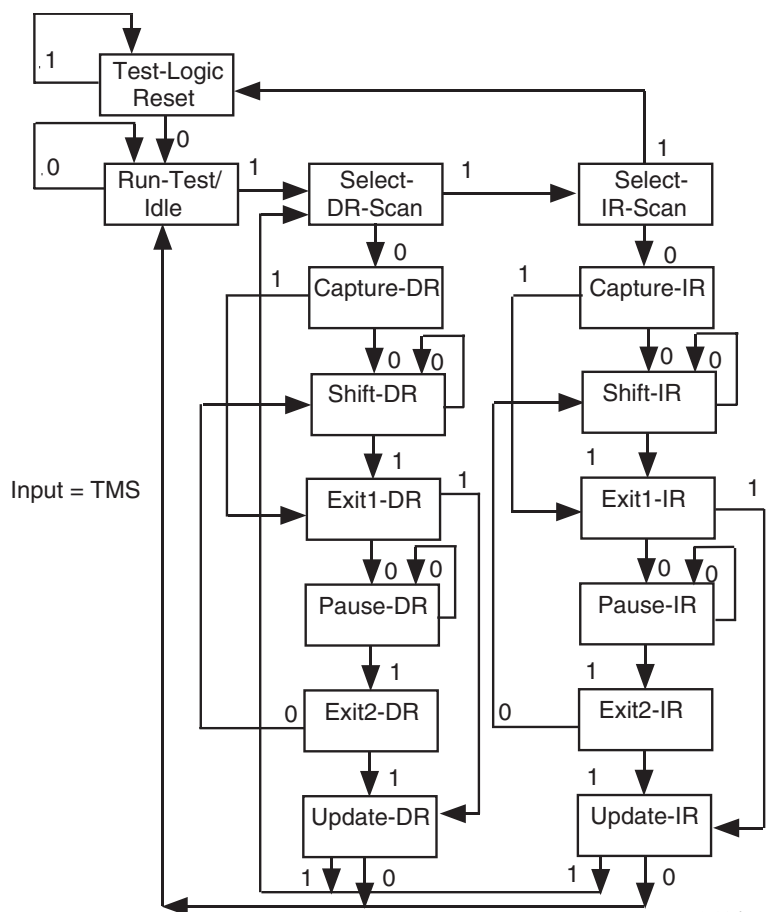 .1
Test-Logic
Reset
0
.0
Run-Test/
Idle
1
Select-
DR-Scan
1
1
Select-
IR-Scan
0
0
1
Capture-DR
1
Capture-IR
0
0
0
0
Shift-DR
Shift-IR
1
1
Input = TMS
Exit1-DR
1
Exit1-IR
1
0
0
0
0
Pause-DR
Pause-IR
1
1
0
Exit2-DR
0
Exit2-IR
1
1
Update-DR
Update-IR
1
0
1
0